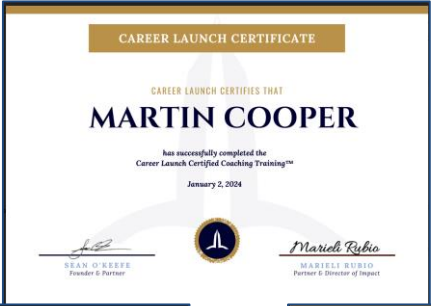 CAREER LAUNCH CERTIFICATE
CAREER LAUNCH CERTIFIES THAT
MARTIN COOPER
has successfully completed the
Career Launch Certified Coaching Training™
January 2, 2024
Marieli Rubio
SEAN O'KEEFE
Founder & Partner
MARIELI RUBIO
Partner & Director of Impact